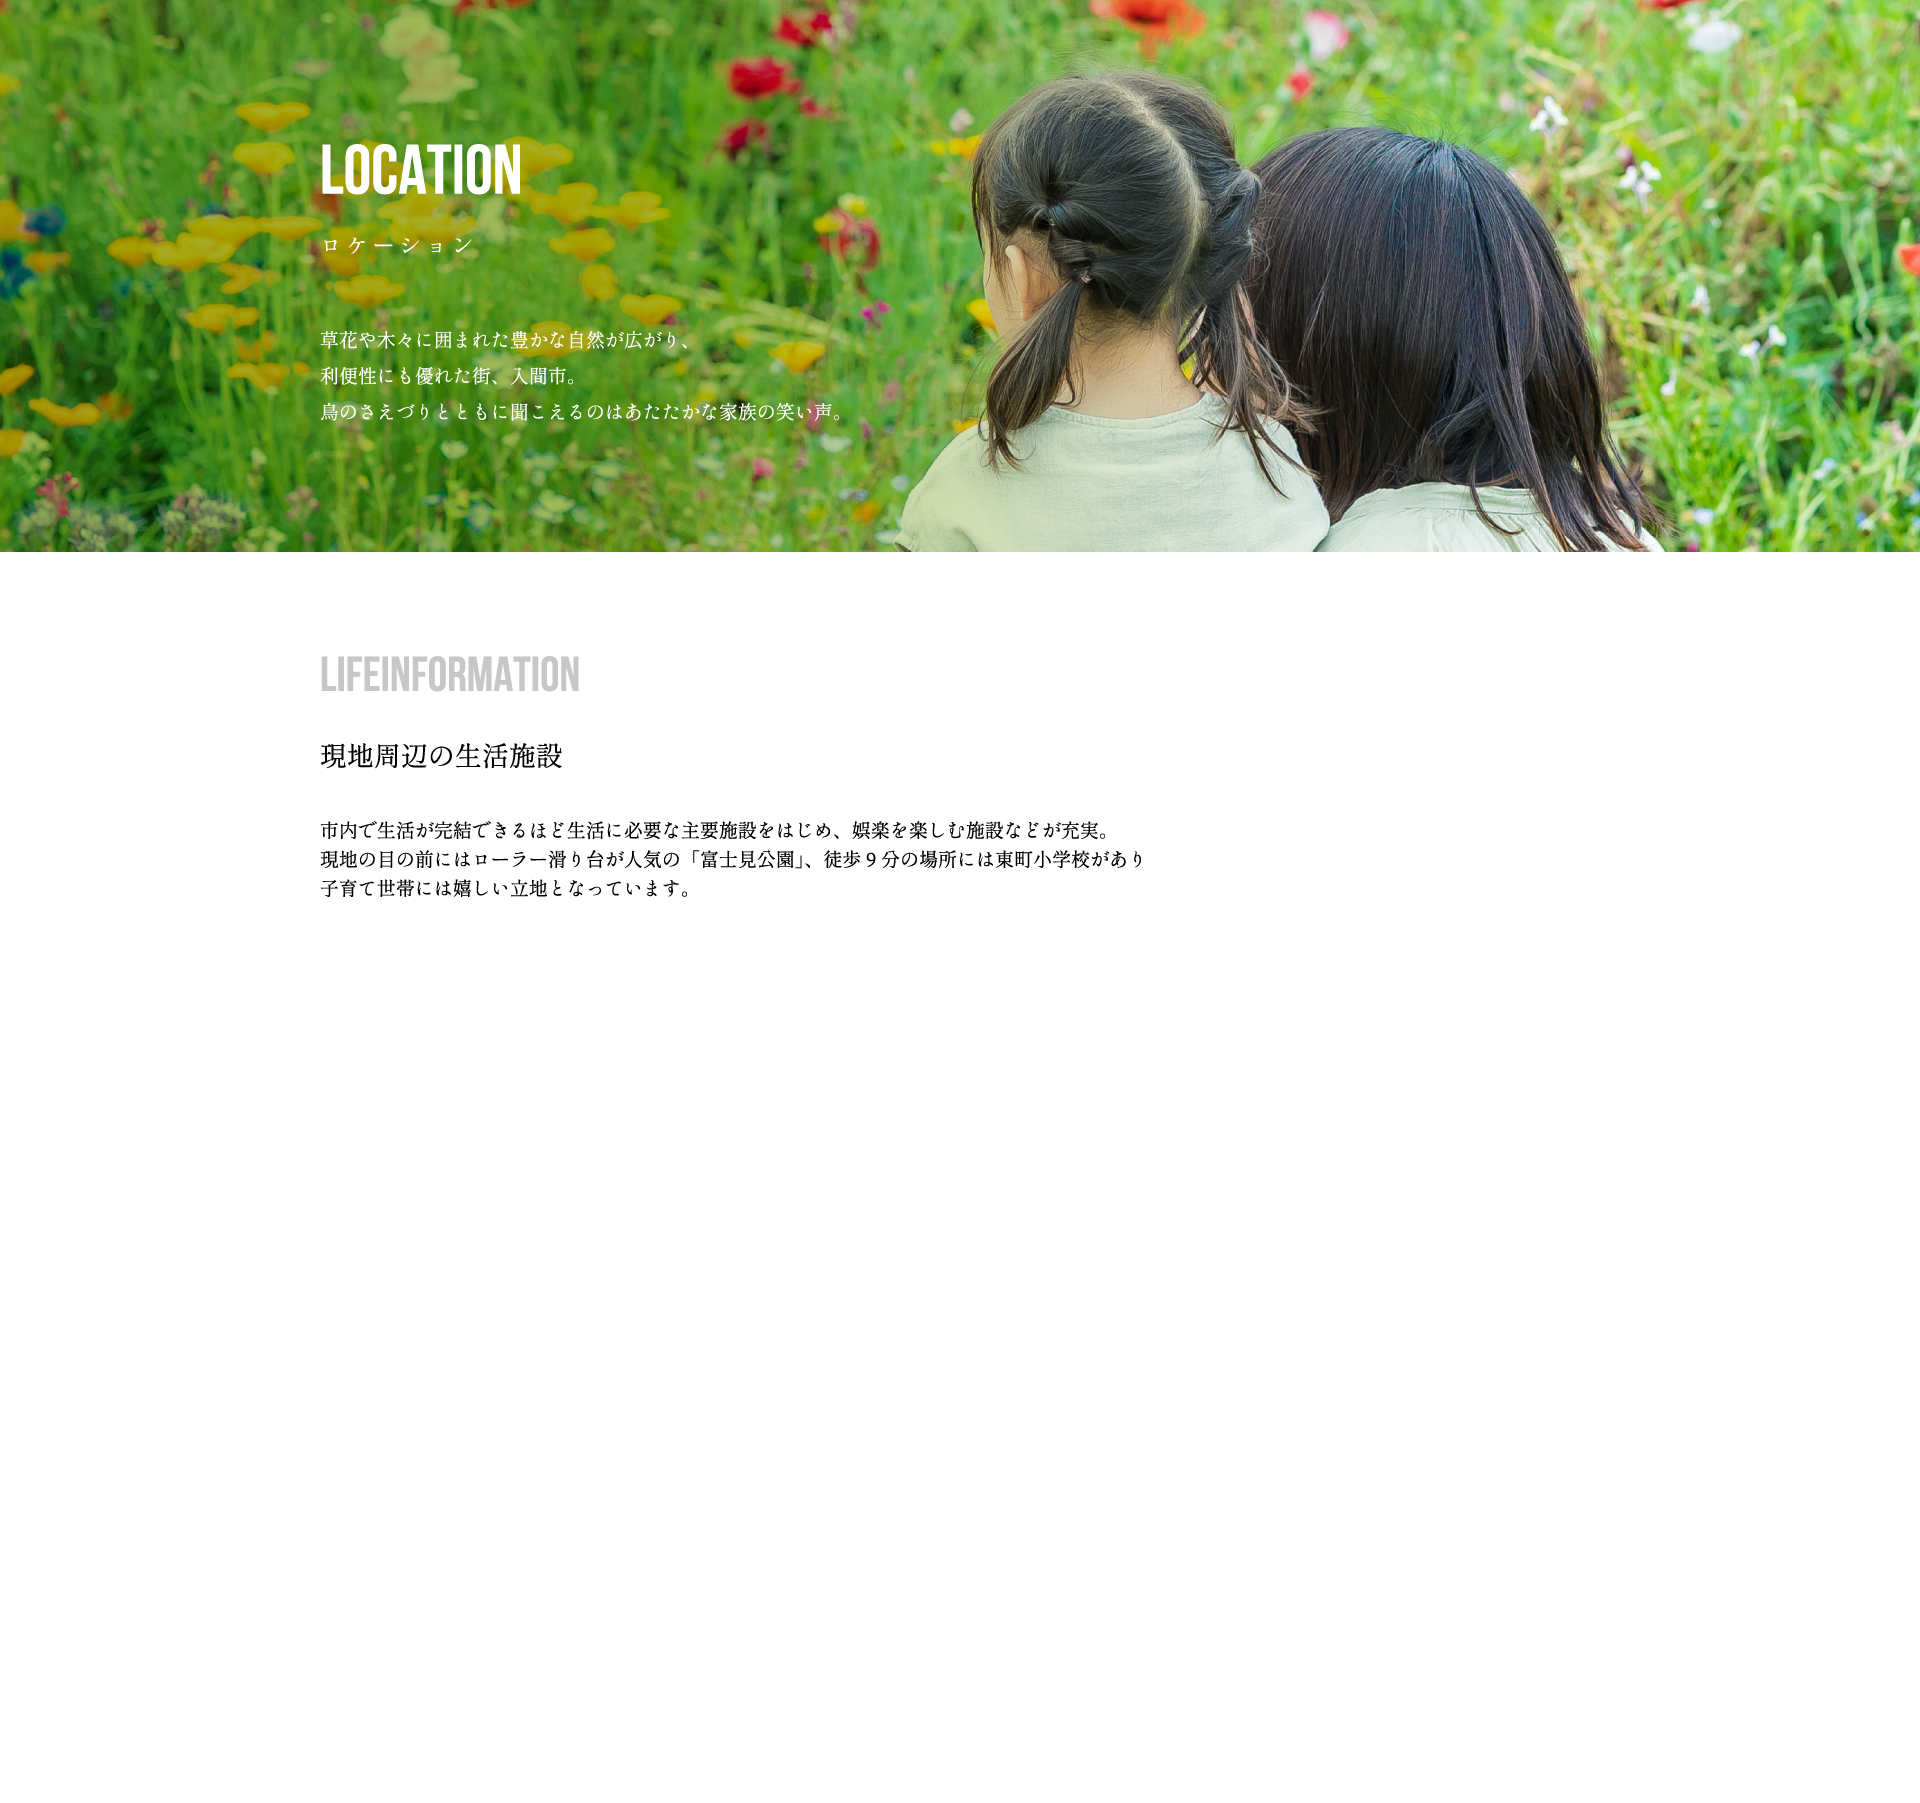 LOCATION
ロケーション
草花や木々に囲まれた豊かな自然が広がり、
利便性にも優れた街、入間市。
鳥のさえづりとともに聞こえるのはあたたかな家族の笑い声。
LIFEINFORMATION
現地周辺の生活施設
市内で生活が完結できるほど生活に必要な主要施設をはじめ、娯楽を楽しむ施設などが充実。
現地の目の前にはローラー滑り台が人気の「富士見公園」、徒歩９分の場所には東町小学校があり
子育て世帯には嬉しい立地となっています。